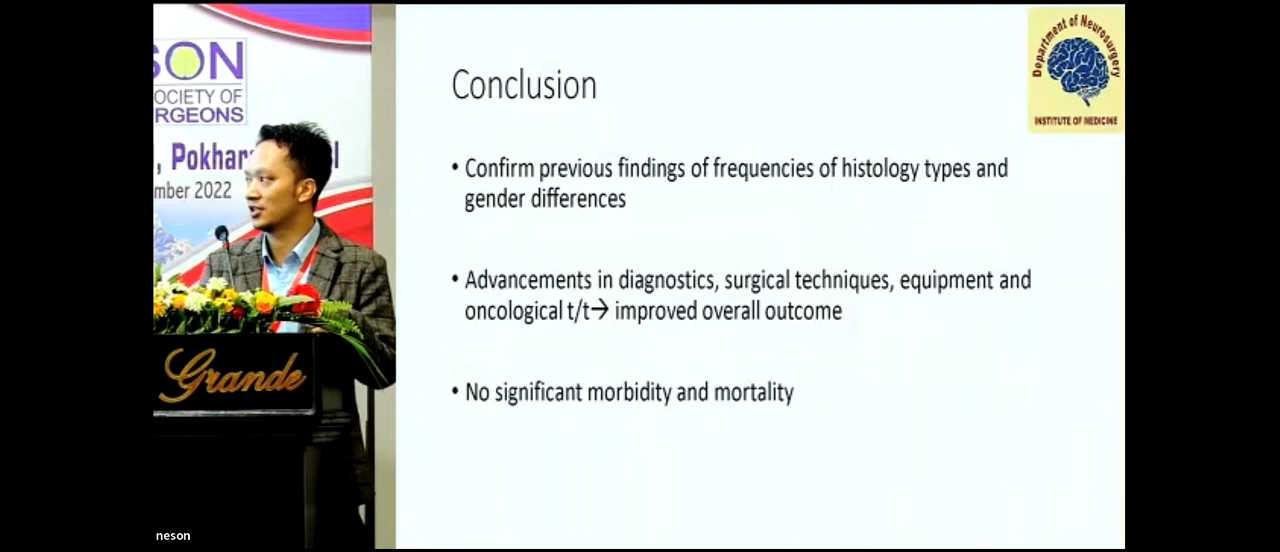 SON
OCIETY OF
RGEONS
, Pokhar
mber 2022
Grande
neson
Conclusion
• Confirm previous findings of frequencies of histology types and
gender differences
• Advancements in diagnostics, surgical techniques, equipment and
oncological t/t→ improved overall outcome
• No significant morbidity and mortality
Department of Neurosurgery
INSTITUTE OF MEDICINE